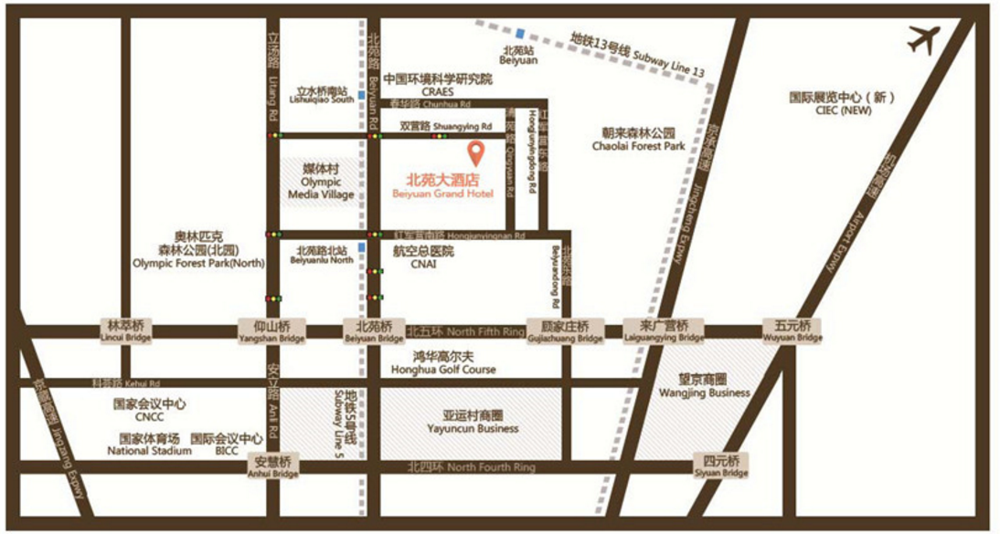 地铁13号线 Subway Line 13
北苑站
Beiyuan
立汤路 Litang Rd
北苑路 Beiyuan Rd
中国环境科学研究院
CRAES
立水桥南站
Lishuiqiao South
春华路 Chunhua Rd
国际展览中心（新）
CIEC (NEW)
双营路 Shuangying Rd
清苑路 Qingyuan Rd
红军营东路
Hongjunyingdong Rd
朝来森林公园
Chaolai Forest Park
京承高速 Jingcheng Expwy
机场高速 Airport Expwy
媒体村
Olympic
Media Village
北苑大酒店
Beiyuan Grand Hotel
奥林匹克
森林公园(北园)
Olympic Forest Park(North)
北苑路北站
Beiyuanlu North
红军营南路 Hongjunyingnan Rd
航空总医院
CNAI
北苑东路
Beiyuandong Rd
林萃桥
Lincui Bridge
仰山桥
Yangshan Bridge
北苑桥
Beiyuan Bridge
北五环 North Fifth Ring
顾家庄桥
Gujiazhuang Bridge
来广营桥
Laiguangying Bridge
五元桥
Wuyuan Bridge
鸿华高尔夫
Honghua Golf Course
科荟路 Kehui Rd
安立路 Anli Rd
地铁5号线
Subway Line 5
望京商圈
Wangjing Business
京藏高速 Jingzang Expwy
国家会议中心
CNCC
亚运村商圈
Yayuncun Business
国家体育场
National Stadium
国际会议中心
BICC
安慧桥
Anhui Bridge
北四环 North Fourth Ring
四元桥
Siyuan Bridge